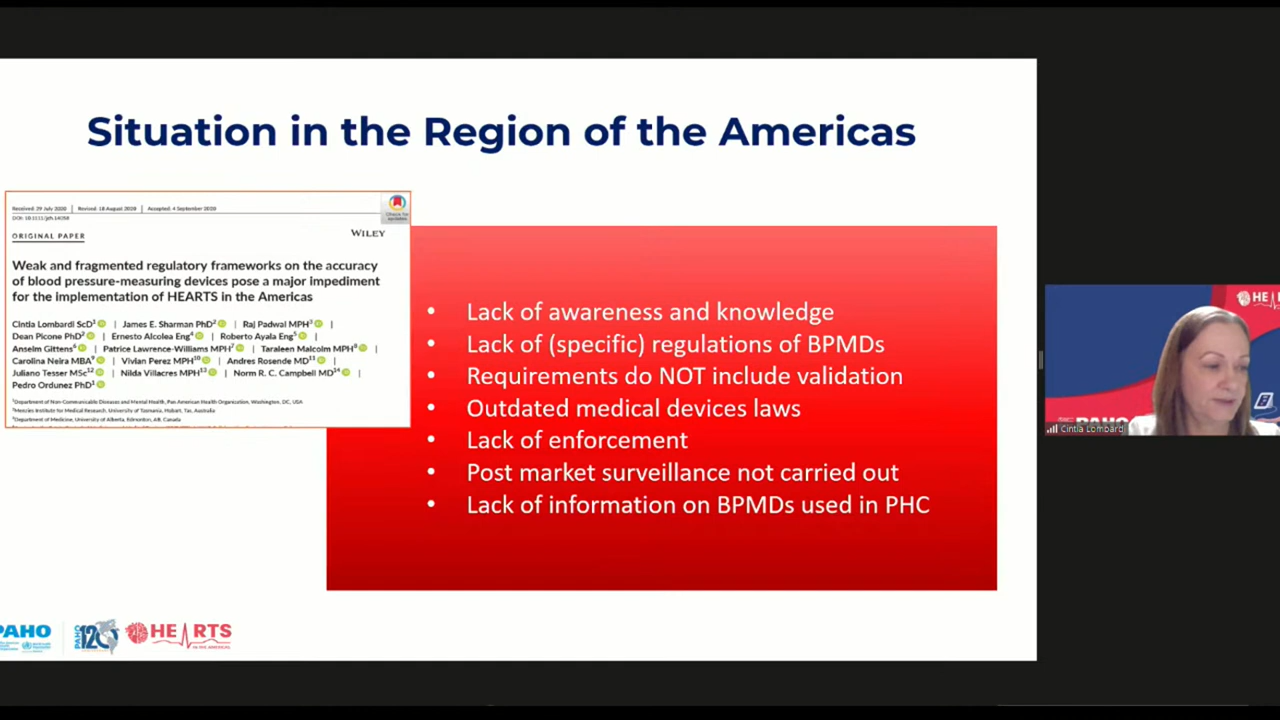 Situation in the Region of the Americas
Received: 29 July 2020 | Revised: 18 August 2020 | Accepted: 4 September 2020
ORIGINAL PAPER
WILEY
Weak and fragmented regulatory frameworks on the accuracy
of blood pressure-measuring devices pose a major impediment
for the implementation of HEARTS in the Americas
Cintia Lombardi ScD1 | James E. Sharman PhD2 | Raj Padwal MPH3 |
Dean Picone PhD2 | Ernesto Alcolea Eng4 | Roberto Ayala Eng5 |
Anselm Gittens6 | Patrice Lawrence-Williams MPH7 | Taraleen Malcolm MPH8 |
Carolina Neira MBA9 | Vivian Perez MPH10 | Andres Rosende MD11 |
Juliano Tesser MSc12 | Nilda Villacres MPH13 | Norm R. C. Campbell MD14 |
Pedro Ordunez PhD1
1Department of Non-Communicable Diseases and Mental Health, Pan American Health Organization, Washington, DC, USA
2Menzies Institute for Medical Research, University of Tasmania, Hobart, Tas, Australia
3Department of Medicine, University of Alberta, Edmonton, AB, Canada
• Lack of awareness and knowledge
• Lack of (specific) regulations of BPMDs
• Requirements do NOT include validation
• Outdated medical devices laws
• Lack of enforcement
• Post market surveillance not carried out
• Lack of information on BPMDs used in PHC
PAHO
PAHO 120
HEARTS
IN THE AMERICAS
PAHO
Cintia Lombardi